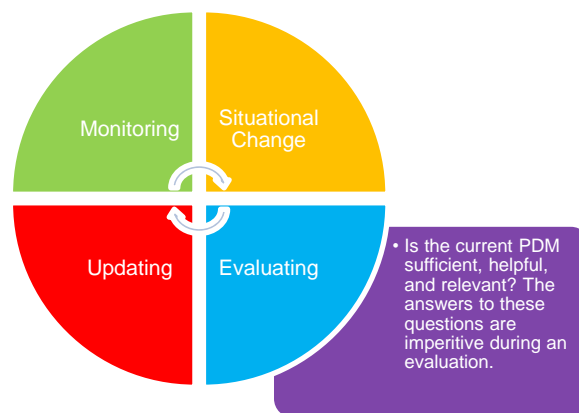 Monitoring
Situational
Change
Updating
Evaluating
• Is the current PDM
sufficient, helpful,
and relevant? The
answers to these
questions are
imperitive during an
evaluation.